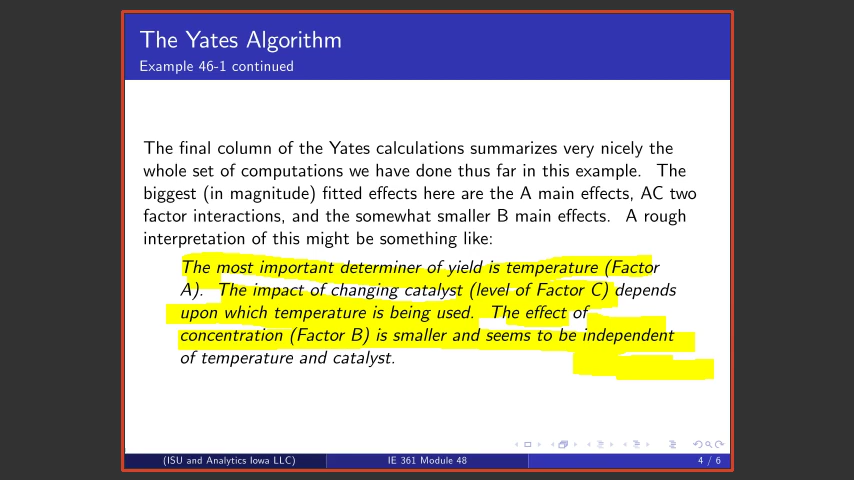 The Yates Algorithm
Example 46-1 continued
The final column of the Yates calculations summarizes very nicely the
whole set of computations we have done thus far in this example. The
biggest (in magnitude) fitted effects here are the A main effects, AC two
factor interactions, and the somewhat smaller B main effects. A rough
interpretation of this might be something like:
The most important determiner of yield is temperature (Factor
A). The impact of changing catalyst (level of Factor C) depends
upon which temperature is being used. The effect of
concentration (Factor B) is smaller and seems to be independent
of temperature and catalyst.
(ISU and Analytics Iowa LLC) IE 361 Module 48 4 / 6